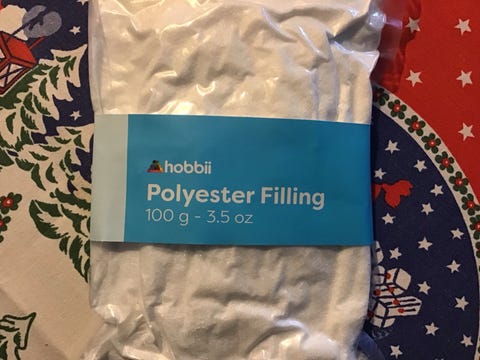 hobbii
Polyester Filling
100 g - 3.5 oz